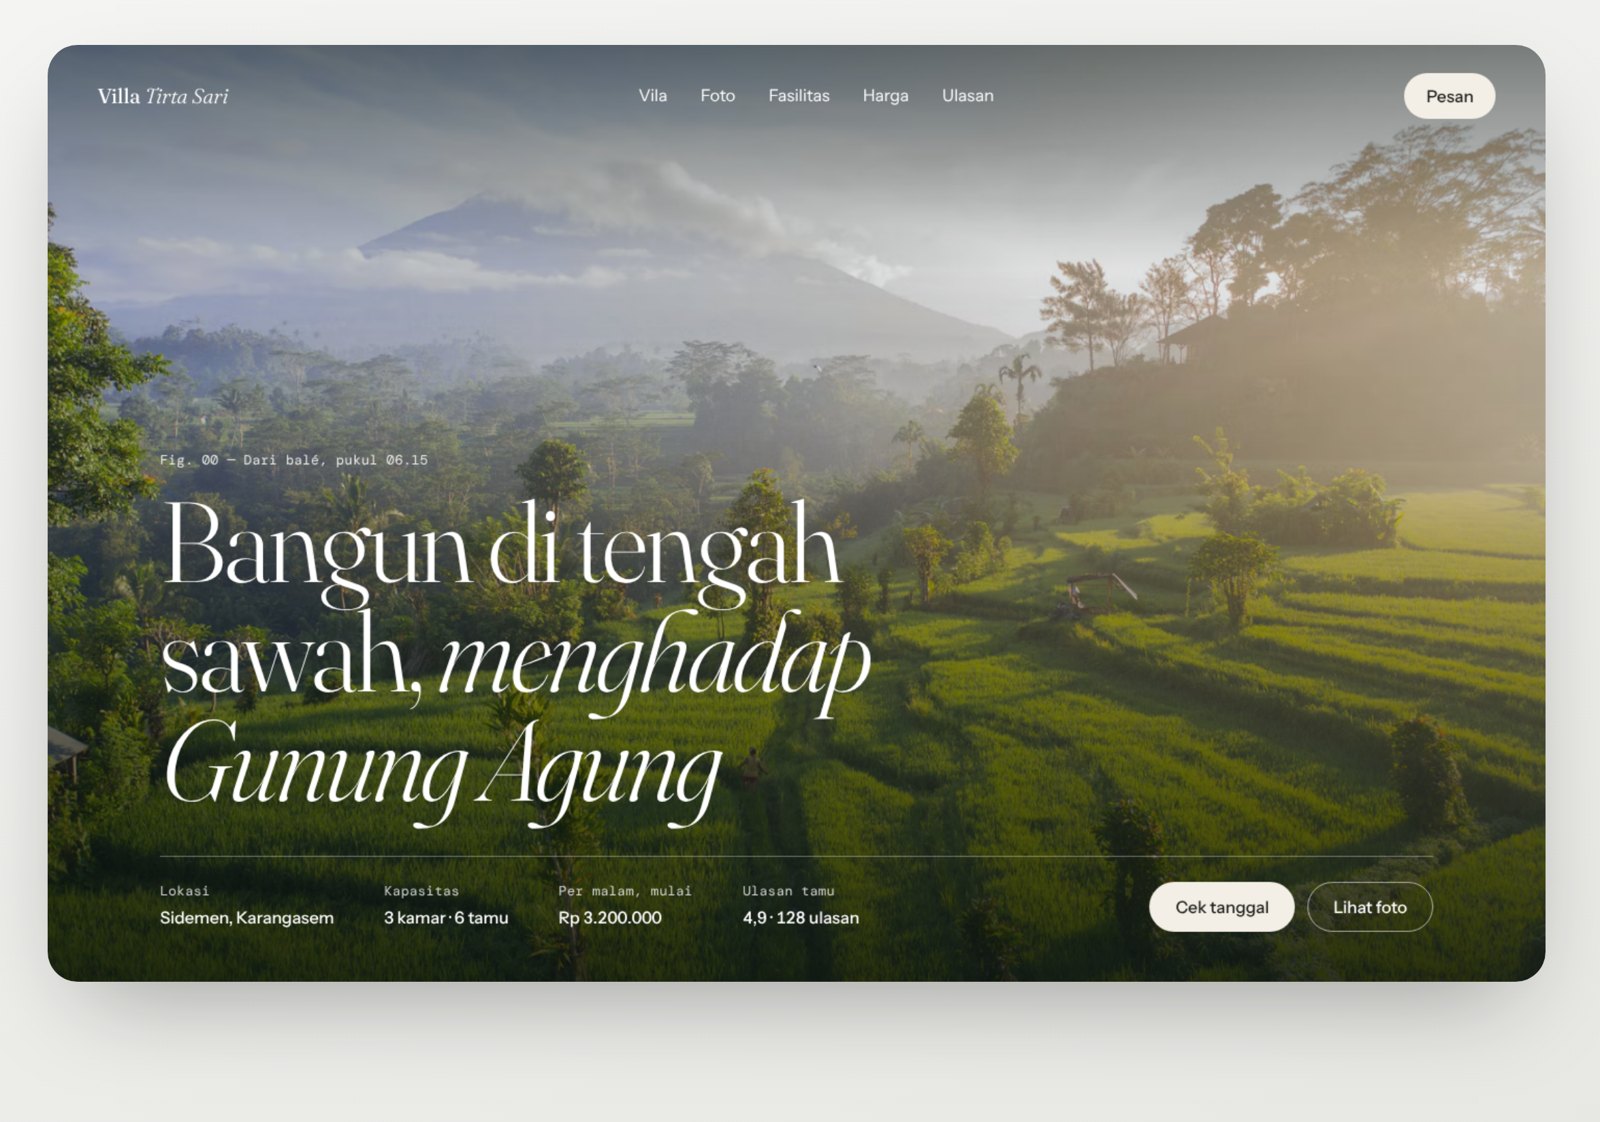 Villa Tirta Sari
Vila
Foto
Fasilitas
Harga
Ulasan
Pesan
Fig. 00 — Dari balé, pukul 06.15
Bangun di tengah
sawah, menghadap
Gunung Agung
Lokasi
Sidemen, Karangasem
Kapasitas
3 kamar · 6 tamu
Per malam, mulai
Rp 3.200.000
Ulasan tamu
4,9 · 128 ulasan
Cek tanggal
Lihat foto